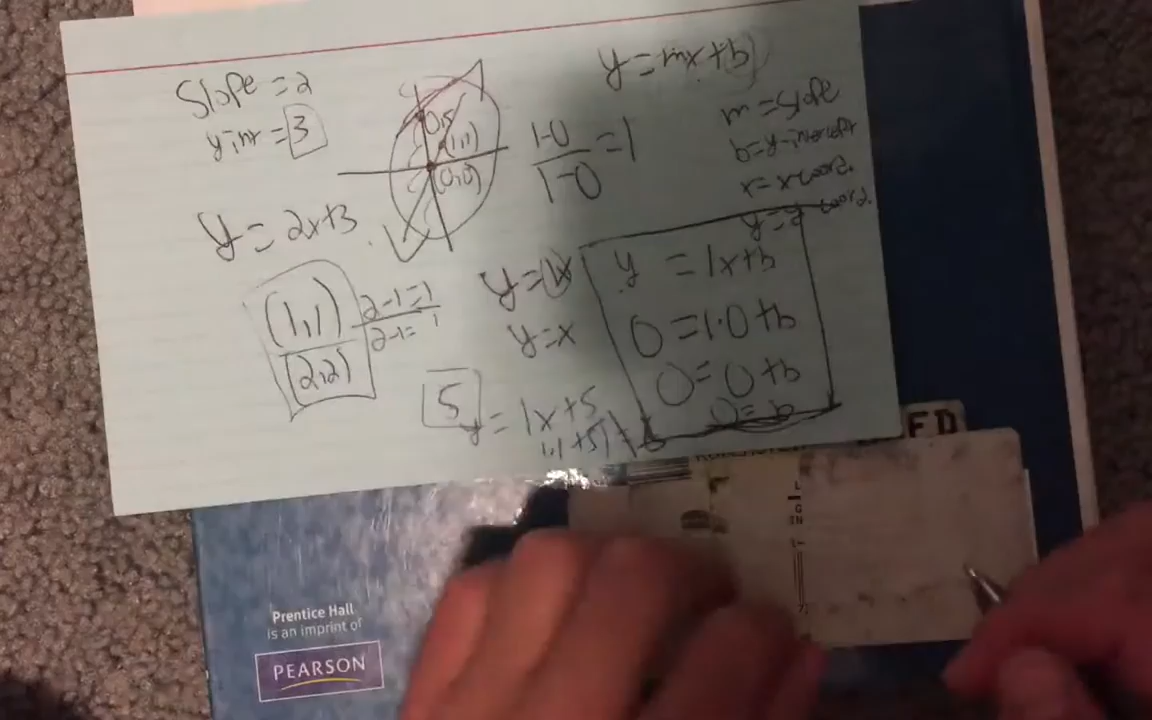 Slope = 2
y int = 3
y = 2x+3
(1,1)
(2,2)
2-1=1
2-1=1
0,5
(1,1)
(0,0)
1-0
1-0
=1
y = 1x
y = x
5
y = 1x+5
y = mx+b
m = slope
b = y-intercept
x = x coord.
coord.
y = 1x+b
0 = 1·0+b
0 = 0+b
0 = b
ED
Prentice Hall
is an imprint of
PEARSON